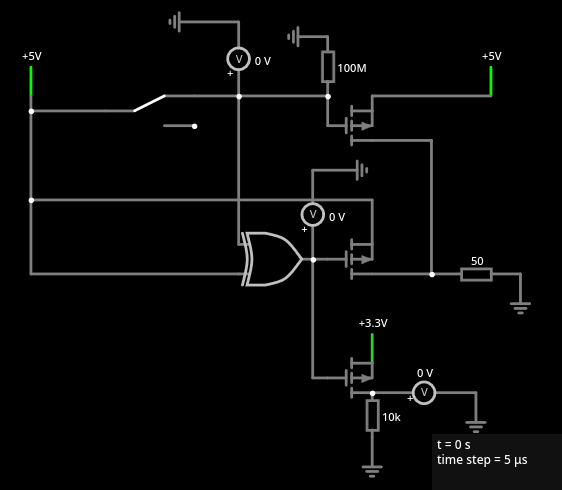 +5V
V
0 V
+
100M
+5V
V
0 V
+
50
+3.3V
0 V
V
+
10k
t = 0 s
time step = 5 μs